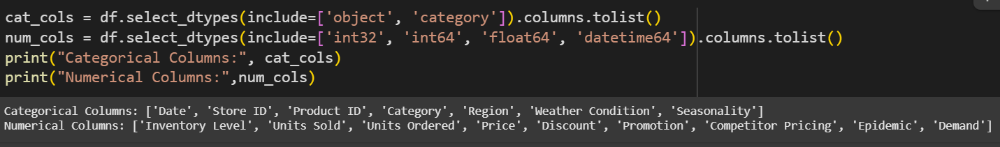 cat_cols = df.select_dtypes(include=['object', 'category']).columns.tolist()
num_cols = df.select_dtypes(include=['int32', 'int64', 'float64', 'datetime64']).columns.tolist()
print("Categorical Columns:", cat_cols)
print("Numerical Columns:",num_cols)
Categorical Columns: ['Date', 'Store ID', 'Product ID', 'Category', 'Region', 'Weather Condition', 'Seasonality']
Numerical Columns: ['Inventory Level', 'Units Sold', 'Units Ordered', 'Price', 'Discount', 'Promotion', 'Competitor Pricing', 'Epidemic', 'Demand']